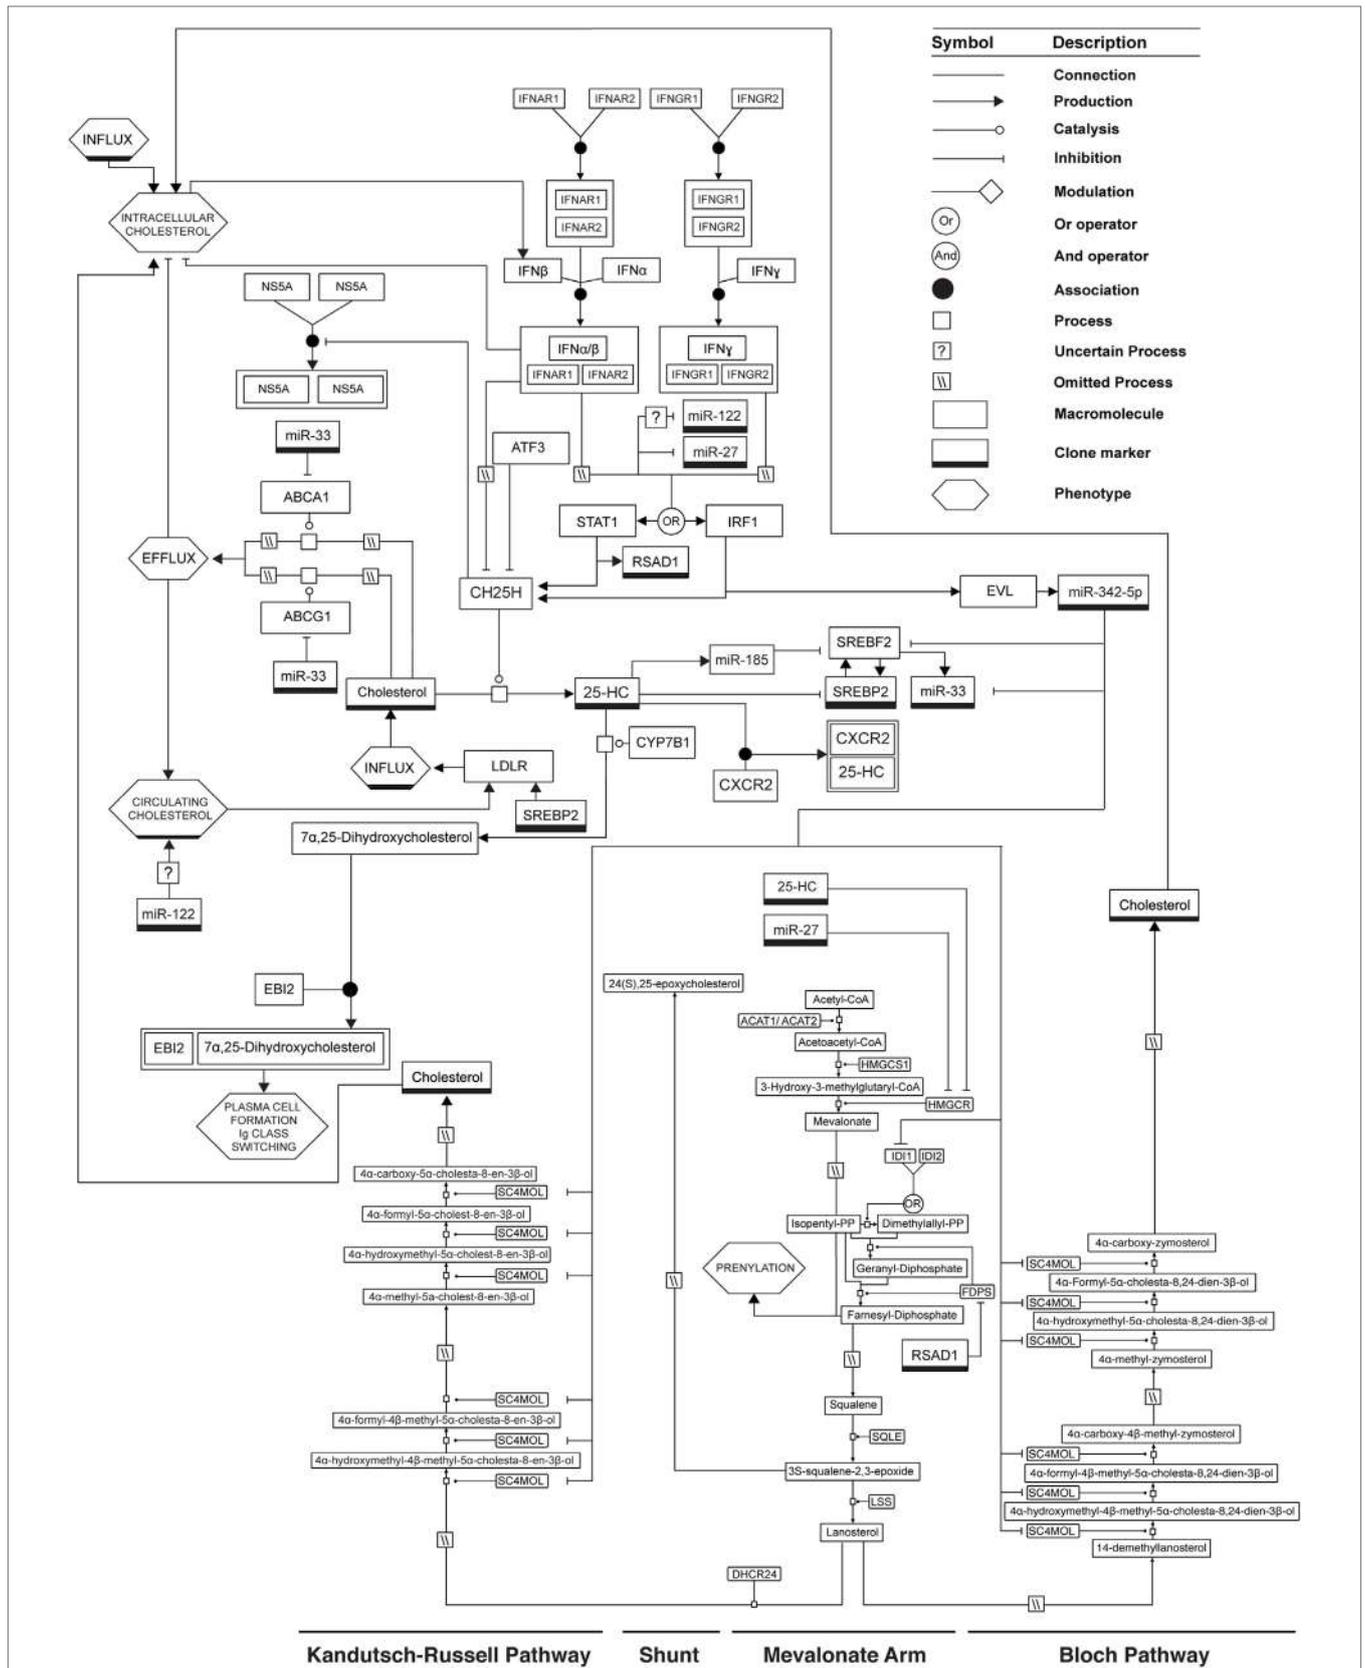 Symbol Description
Connection
Production
Catalysis
Inhibition
Modulation
Or Or operator
And And operator
Association
Process
? Uncertain Process
\\ Omitted Process
Macromolecule
Clone marker
Phenotype
IFNAR1 IFNAR2 IFNGR1 IFNGR2
INFLUX
IFNAR1 IFNGR1
IFNAR2 IFNGR2
INTRACELLULAR
CHOLESTEROL
IFNβ IFNα IFNγ
NS5A NS5A
IFNα/β IFNγ
IFNAR1 IFNAR2 IFNGR1 IFNGR2
NS5A NS5A
? miR-122
miR-33
ATF3 miR-27
\\ \\ \\
ABCA1
STAT1 OR IRF1
\\ \\
EFFLUX
RSAD1
\\ \\
CH25H EVL miR-342-5p
ABCG1
SREBF2
miR-185
miR-33
Cholesterol 25-HC SREBP2 miR-33
CYP7B1 CXCR2
INFLUX LDLR
25-HC
CXCR2
CIRCULATING
CHOLESTEROL
SREBP2
7α,25-Dihydroxycholesterol
?
25-HC
miR-122
Cholesterol
miR-27
24(S),25-epoxycholesterol
EBI2
Acetyl-CoA
ACAT1/ ACAT2
Acetoacetyl-CoA
\\
EBI2 7α,25-Dihydroxycholesterol
HMGCS1
Cholesterol
3-Hydroxy-3-methylglutaryl-CoA
HMGCR
PLASMA CELL
FORMATION
Ig CLASS
SWITCHING
Mevalonate
\\
IDI1 IDI2
\\
4α-carboxy-5α-cholesta-8-en-3β-ol
SC4MOL
OR
4α-formyl-5α-cholest-8-en-3β-ol
Isopentyl-PP Dimethylallyl-PP
SC4MOL
4α-carboxy-zymosterol
4α-hydroxymethyl-5α-cholest-8-en-3β-ol
SC4MOL
PRENYLATION Geranyl-Diphosphate
SC4MOL
\\
4α-Formyl-5α-cholesta-8,24-dien-3β-ol
4α-methyl-5a-cholest-8-en-3β-ol
FDPS
SC4MOL
Farnesyl-Diphosphate
4α-hydroxymethyl-5α-cholesta-8,24-dien-3β-ol
SC4MOL
\\ \\
RSAD1
4α-methyl-zymosterol
SC4MOL
\\
Squalene
4α-formyl-4β-methyl-5α-cholesta-8-en-3β-ol
SC4MOL
SQLE
4α-carboxy-4β-methyl-zymosterol
SC4MOL
4α-hydroxymethyl-4β-methyl-5α-cholesta-8-en-3β-ol
3S-squalene-2,3-epoxide
4α-formyl-4β-methyl-5α-cholesta-8,24-dien-3β-ol
SC4MOL
SC4MOL
LSS
4α-hydroxymethyl-4β-methyl-5α-cholesta-8,24-dien-3β-ol
\\
Lanosterol
SC4MOL
14-demethyllanosterol
DHCR24
\\
Kandutsch-Russell Pathway Shunt Mevalonate Arm Bloch Pathway